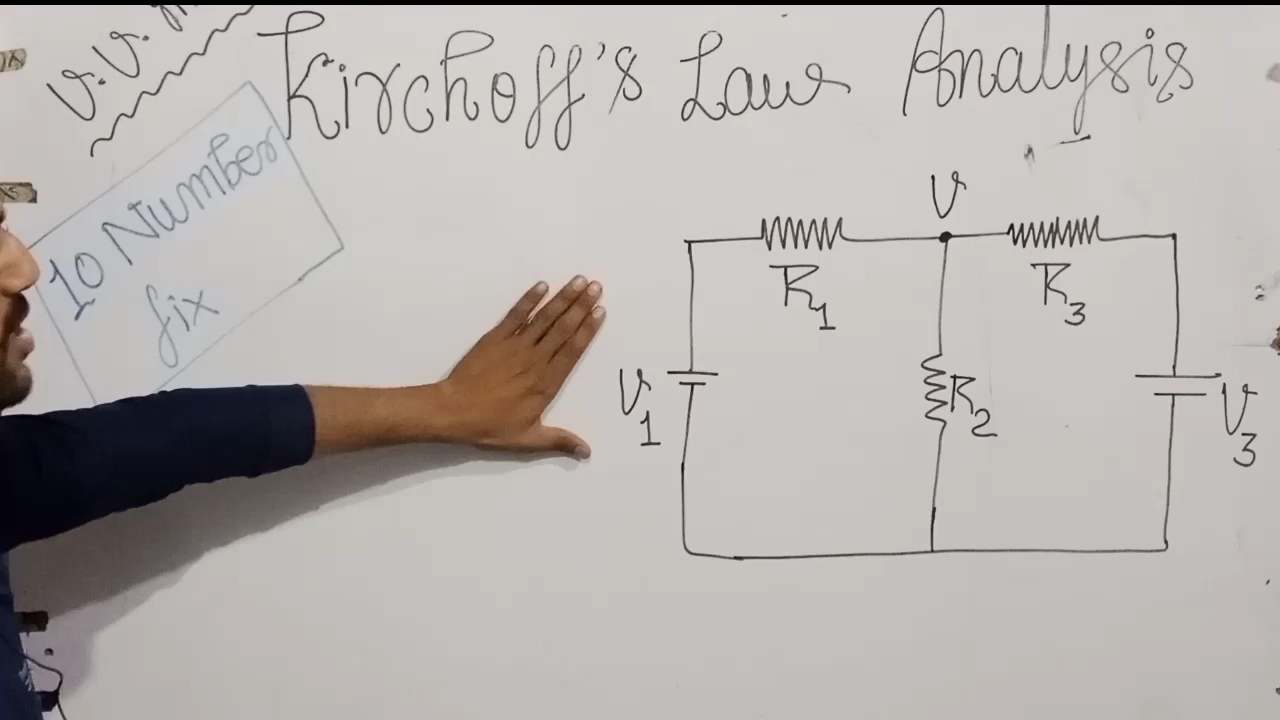 V.V.
Kirchoff's Law Analysis
10 Number
fix
V
R1
R3
V1
R2
V3